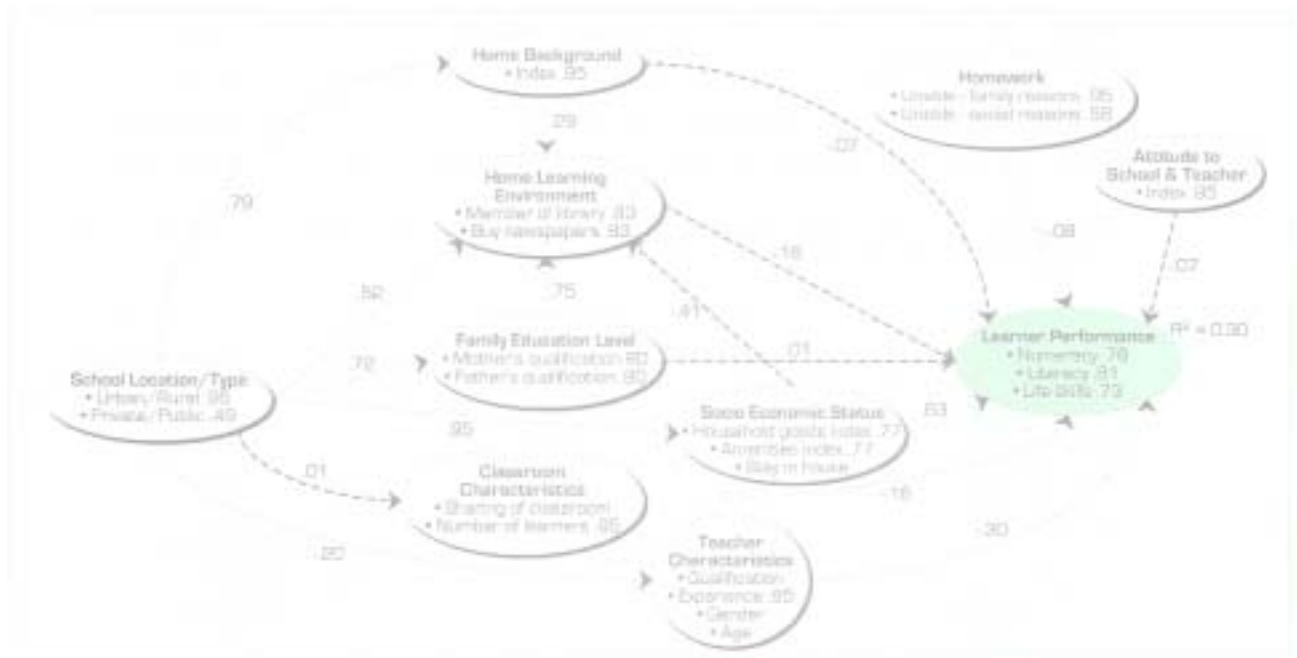 Home Background
• Index .95
.29
Homework
• Unable - family reasons .95
• Unable - social reasons .58
-.07
Attitude to
School & Teacher
• Index .95
Home Learning
Environment
• Member of library .83
• Buy newspapers .83
.79
.08
-.07
.16
.52
.75
-.41
Family Education Level
• Mother's qualification .90
• Father's qualification .90
.01
Learner Performance
• Numeracy .78
• Literacy .81
• Life skills .73
R² = 0.30
.72
School Location/Type
• Urban/Rural .96
• Private/Public .49
.95
Socio Economic Status
• Household goods index .77
• Amenities index .77
• Stay in house
.63
.01
Classroom
Characteristics
• Sharing of classroom
• Number of learners .95
-.16
-.20
-.30
Teacher
Characteristics
• Qualification
• Experience .95
• Gender
• Age